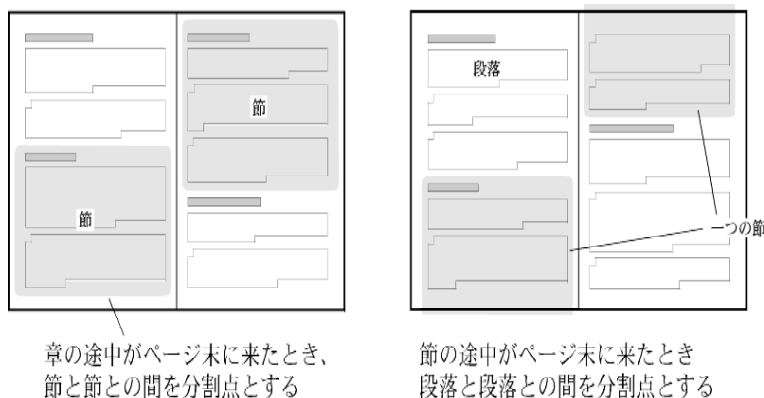 節
節
章の途中がページ末に来たとき、
節と節との間を分割点とする
段落
一つの節
節の途中がページ末に来たとき
段落と段落との間を分割点とする